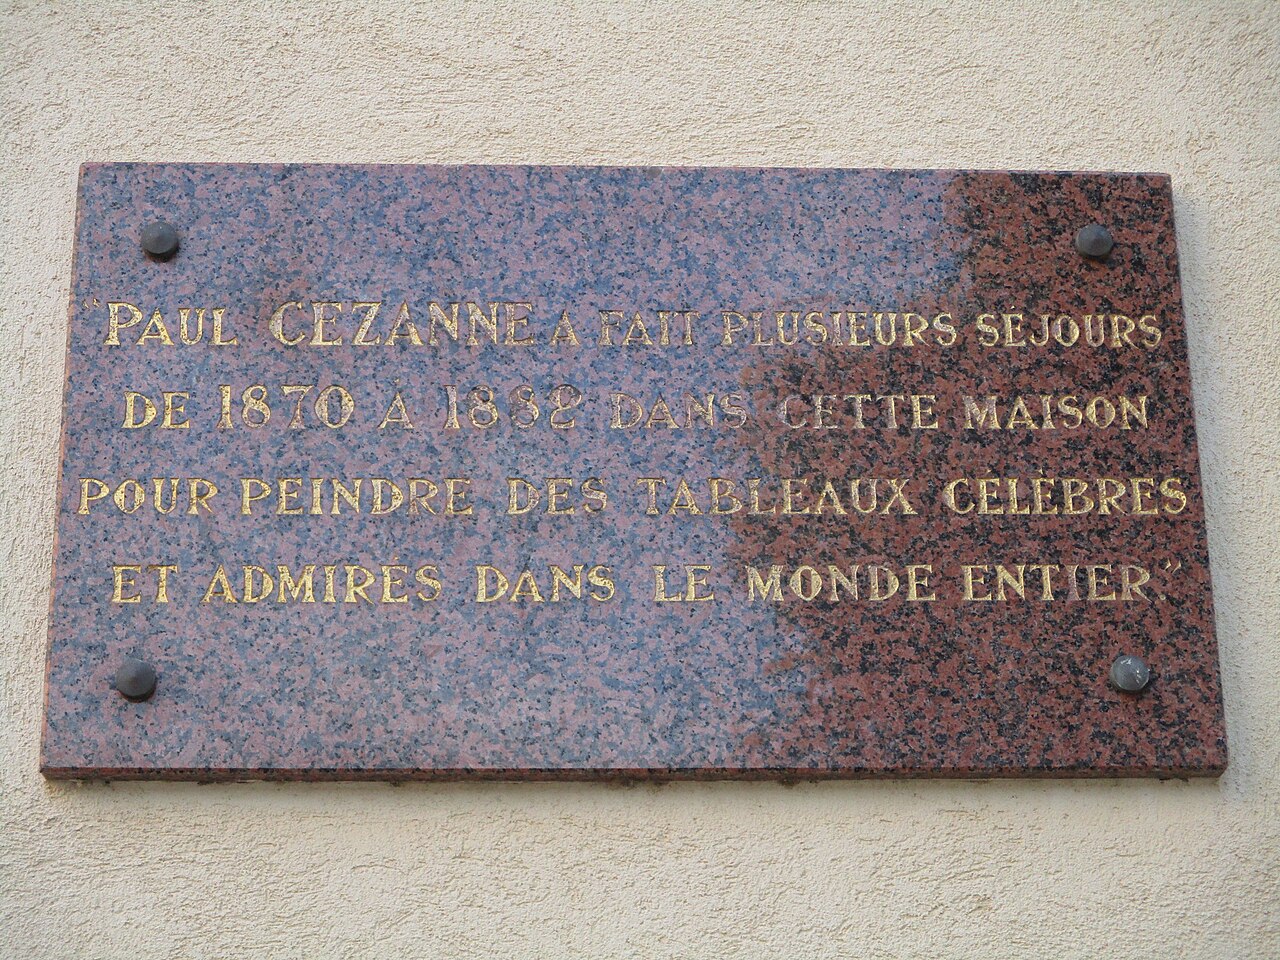 "PAUL CEZANNE A FAIT PLUSIEURS SÉJOURS
DE 1870 À 1882 DANS CETTE MAISON
POUR PEINDRE DES TABLEAUX CÉLÈBRES
ET ADMIRÉS DANS LE MONDE ENTIER."